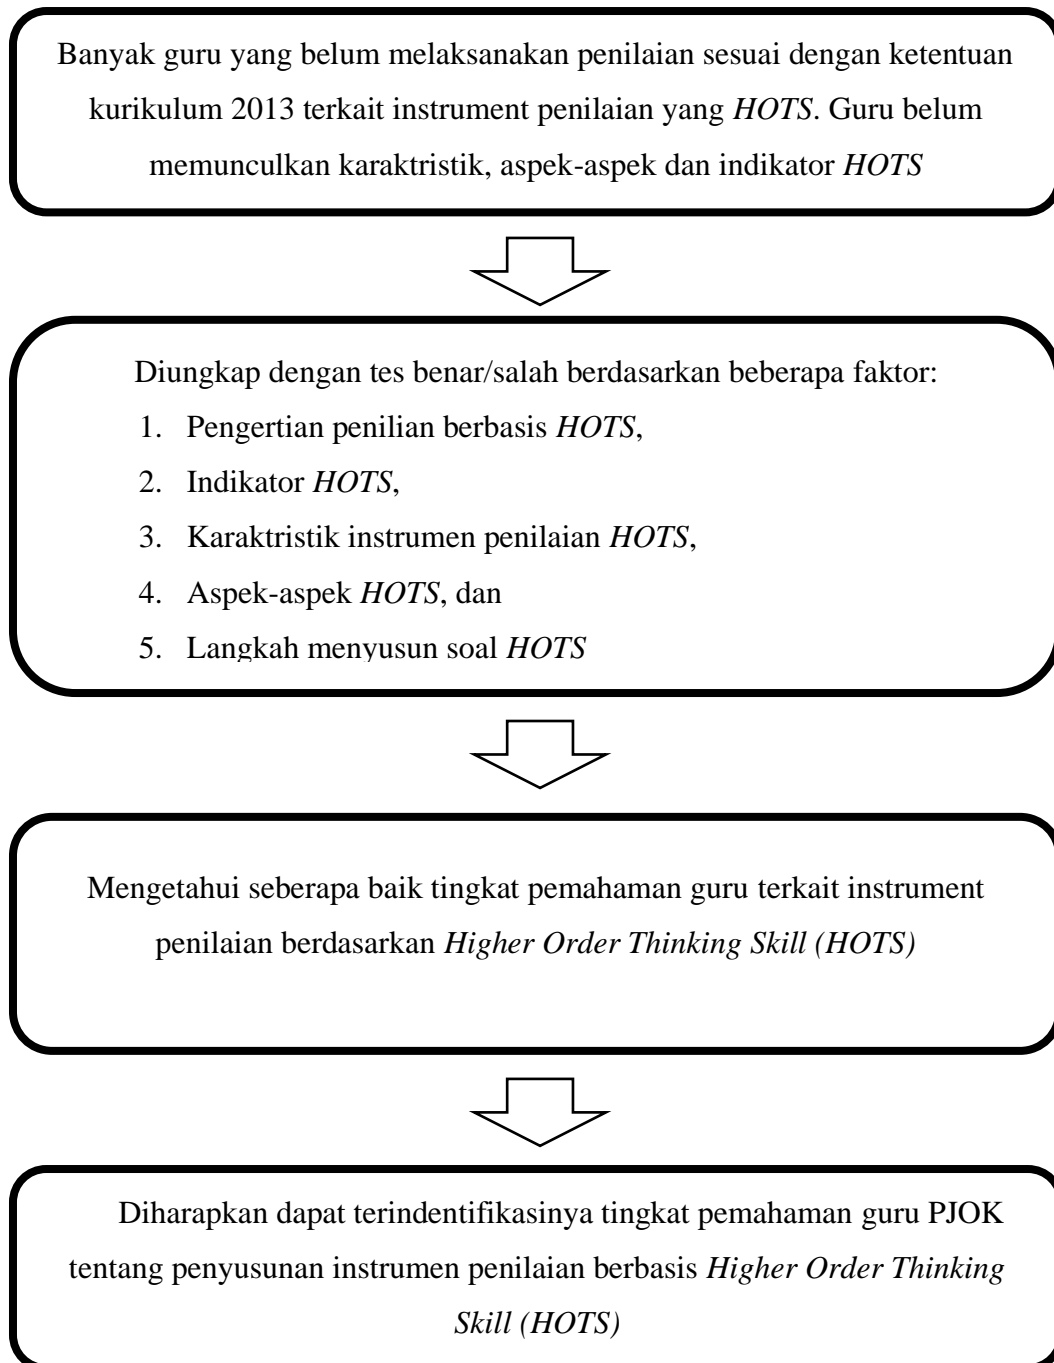 Banyak guru yang belum melaksanakan penilaian sesuai dengan ketentuan
kurikulum 2013 terkait instrument penilaian yang HOTS. Guru belum
memunculkan karaktristik, aspek-aspek dan indikator HOTS
Diungkap dengan tes benar/salah berdasarkan beberapa faktor:
1. Pengertian penilian berbasis HOTS,
2. Indikator HOTS,
3. Karaktristik instrumen penilaian HOTS,
4. Aspek-aspek HOTS, dan
5. Langkah menyusun soal HOTS
Mengetahui seberapa baik tingkat pemahaman guru terkait instrument
penilaian berdasarkan Higher Order Thinking Skill (HOTS)
Diharapkan dapat terindentifikasinya tingkat pemahaman guru PJOK
tentang penyusunan instrumen penilaian berbasis Higher Order Thinking
Skill (HOTS)